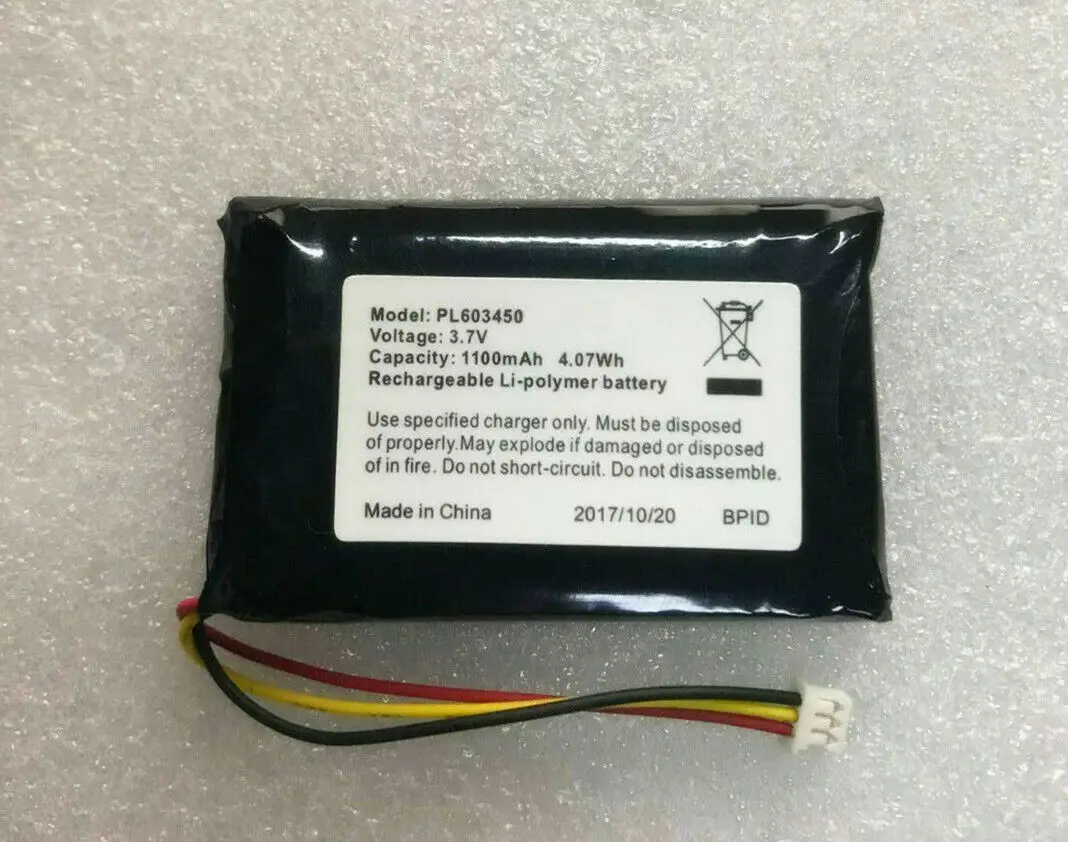 Model: PL603450
Voltage: 3.7V
Capacity: 1100mAh 4.07Wh
Rechargeable Li-polymer battery
Use specified charger only. Must be disposed
of properly.May explode if damaged or disposed
of in fire. Do not short-circuit. Do not disassemble.
Made in China 2017/10/20 BPID